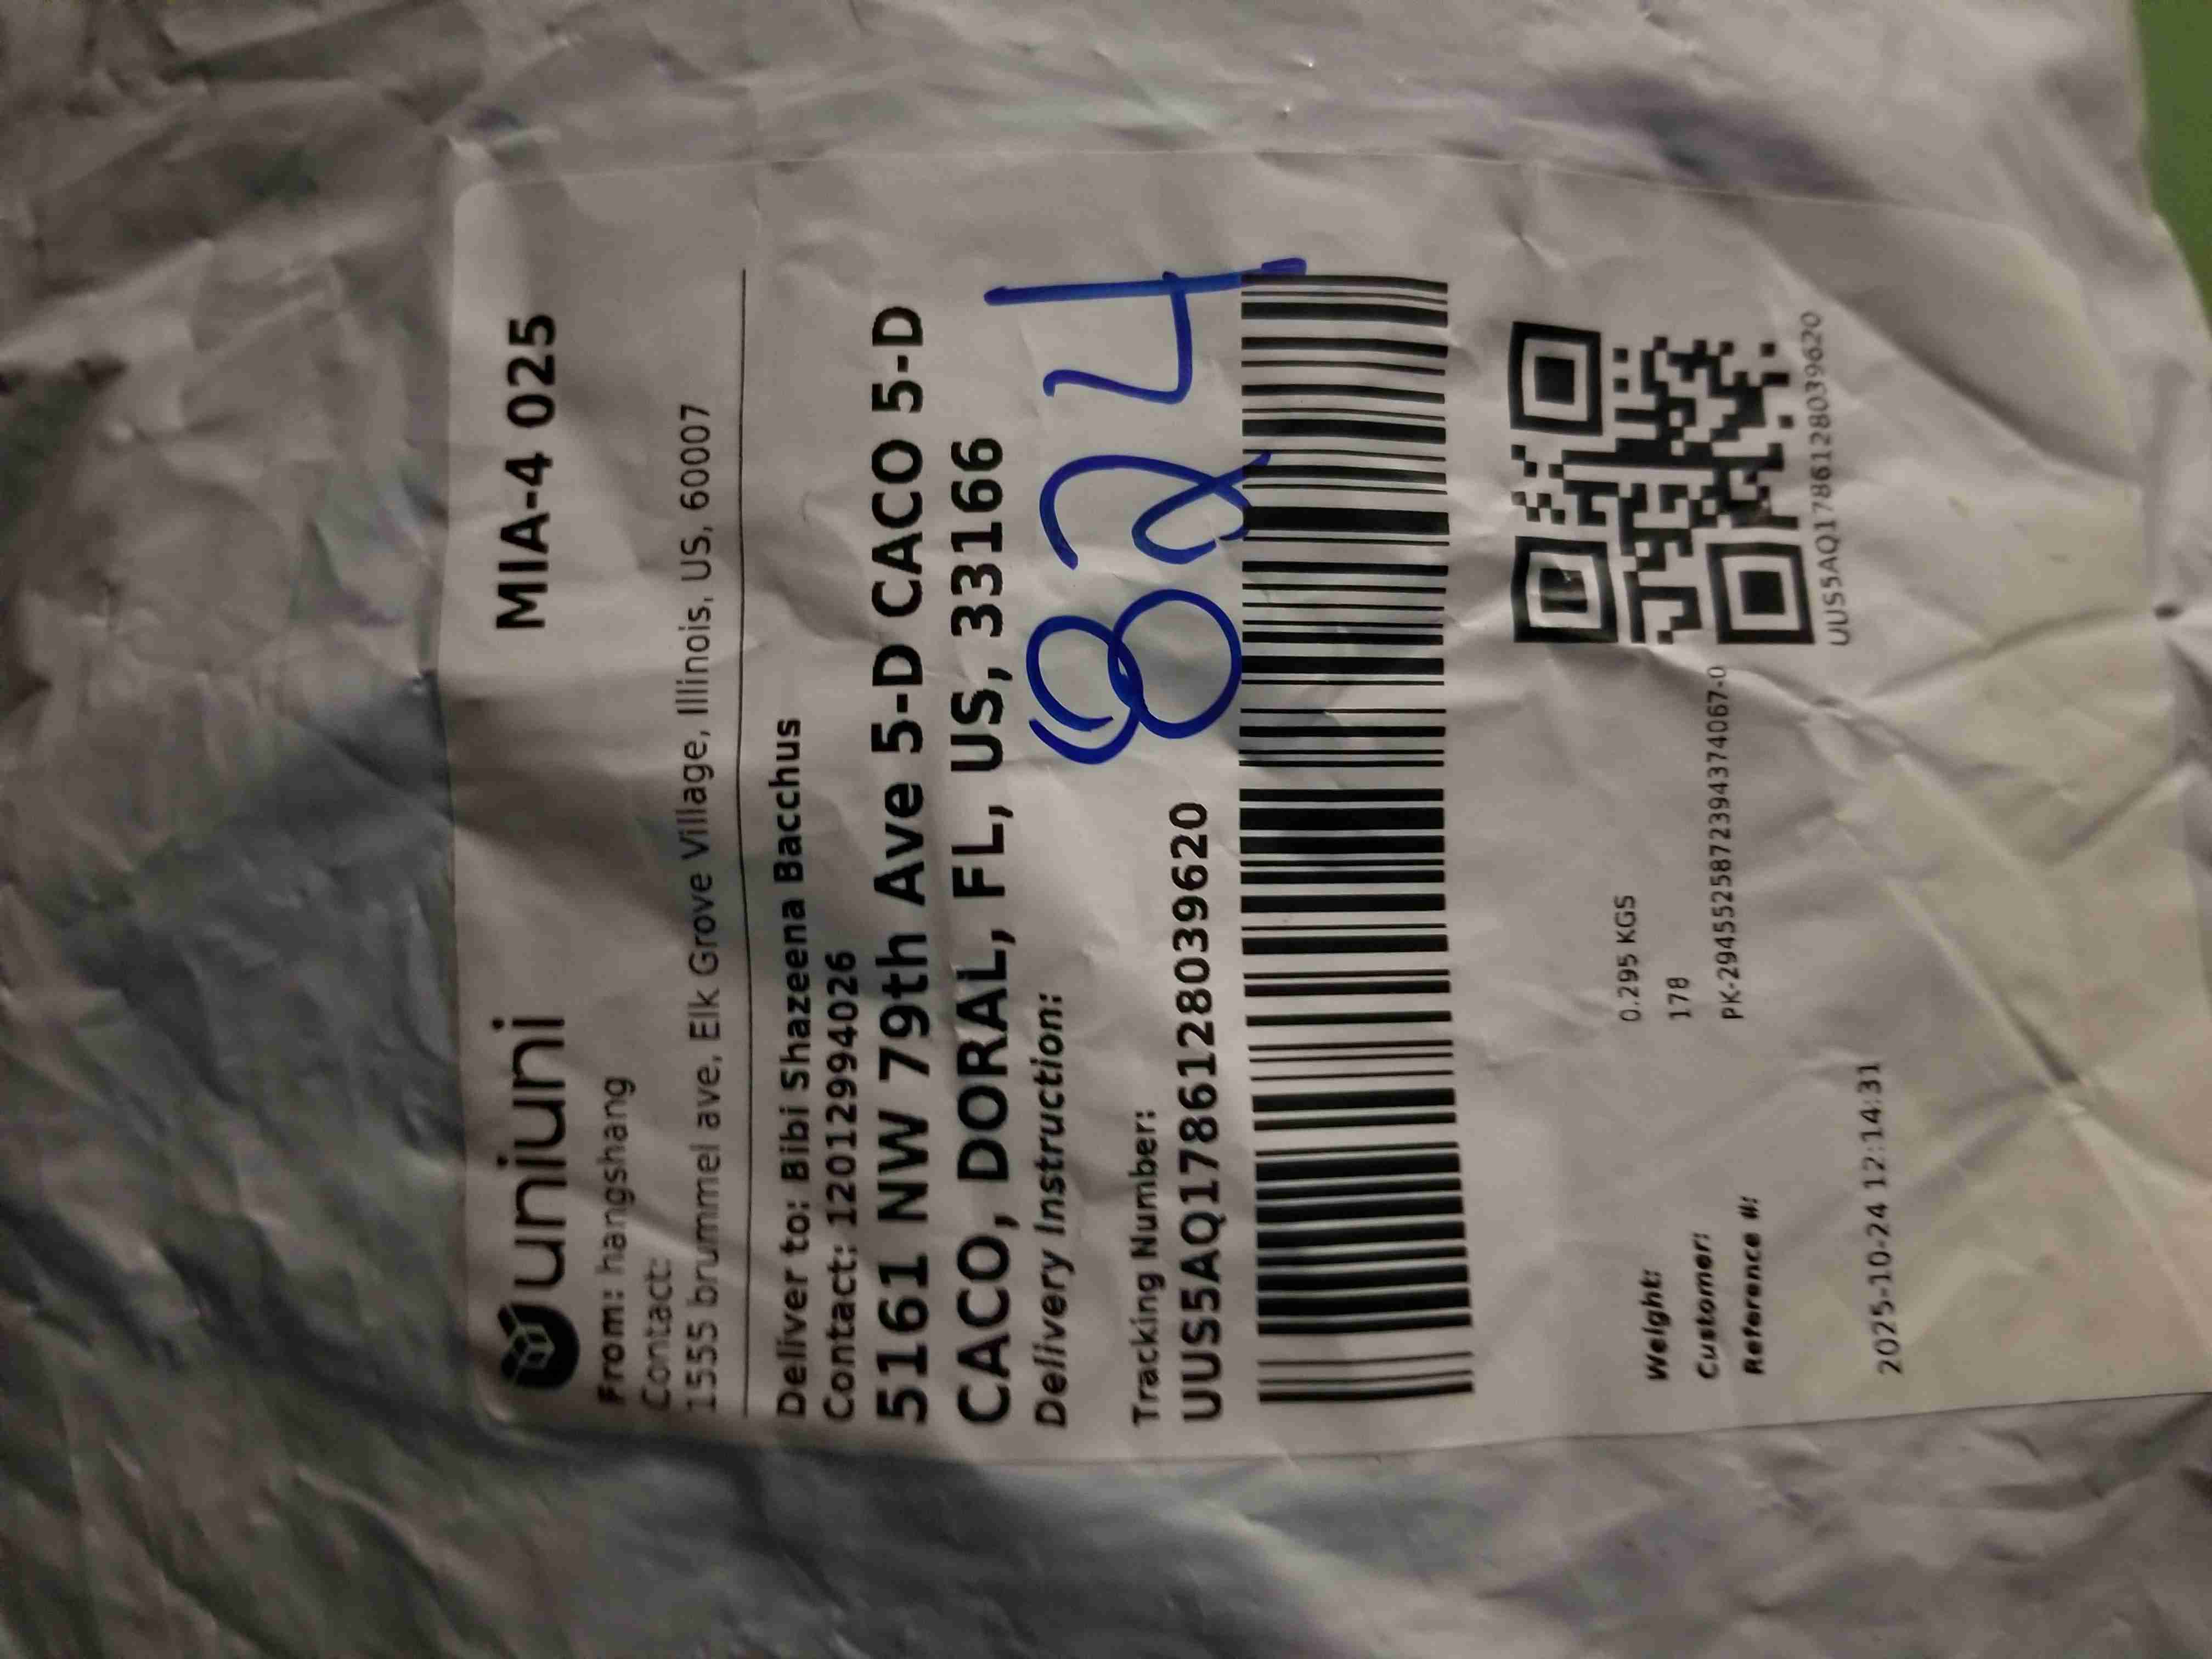 uniuni
MIA-4 025
From: hangshang
Contact:
1555 brummel ave, Elk Grove Village, Illinois, US, 60007
Deliver to: Bibi Shazeena Bacchus
Contact: 12012994026
5161 NW 79th Ave 5-D CACO 5-D
CACO, DORAL, FL, US, 33166
Delivery Instruction:
824
Tracking Number:
UUS5AQ1786128039620
Weight: 0.295 KGS
Customer: 178
Reference #: PK-29455258723943740​67-0
UUS5AQ1786128039620
2025-10-24 12:14:31